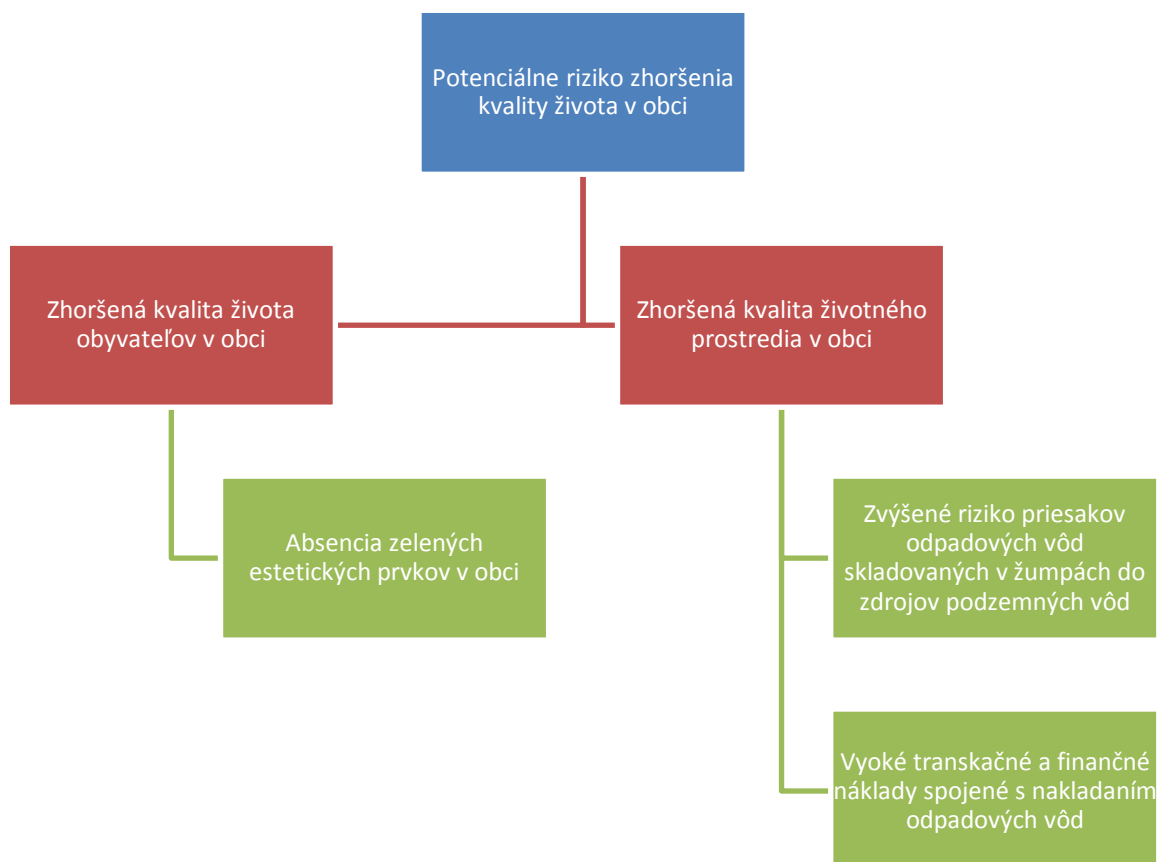 Potenciálne riziko zhoršenia
kvality života v obci
Zhoršená kvalita života
obyvateľov v obci
Zhoršená kvalita životného
prostredia v obci
Absencia zelených
estetických prvkov v obci
Zvýšené riziko priesakov
odpadových vôd
skladovaných v žumpách do
zdrojov podzemných vôd
Vyoké transkačné a finančné
náklady spojené s nakladaním
odpadových vôd